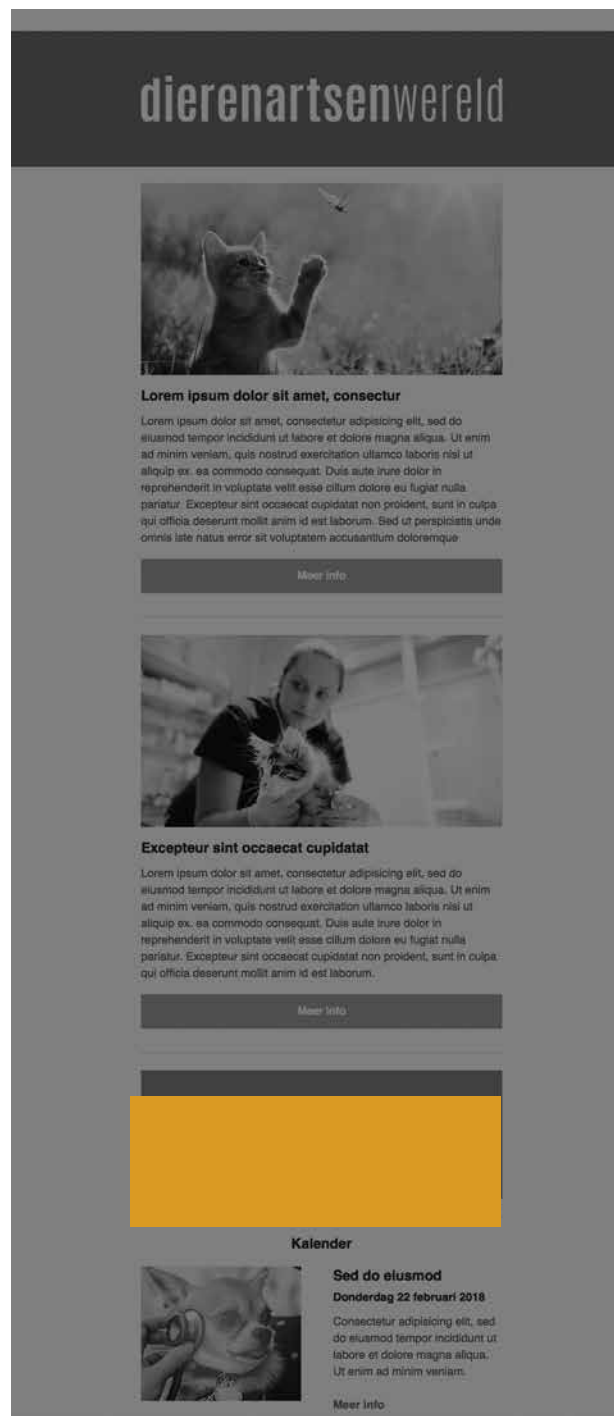 dierenartsenwereld
Lorem ipsum dolor sit amet, consectur
Lorem ipsum dolor sit amet, consectetur adipisicing elit, sed do
eiusmod tempor incididunt ut labore et dolore magna aliqua. Ut enim
ad minim veniam, quis nostrud exercitation ullamco laboris nisi ut
aliquip ex. ea commodo consequat. Duis aute irure dolor in
reprehenderit in voluptate velit esse cillum dolore eu fugiat nulla
pariatur. Excepteur sint occaecat cupidatat non proident, sunt in culpa
qui officia deserunt mollit anim id est laborum. Sed ut perspiciatis unde
omnis iste natus error sit voluptatem accusantium doloremque
Meer info
Excepteur sint occaecat cupidatat
Lorem ipsum dolor sit amet, consectetur adipisicing elit, sed do
eiusmod tempor incididunt ut labore et dolore magna aliqua. Ut enim
ad minim veniam, quis nostrud exercitation ullamco laboris nisi ut
aliquip ex. ea commodo consequat. Duis aute irure dolor in
reprehenderit in voluptate velit esse cillum dolore eu fugiat nulla
pariatur. Excepteur sint occaecat cupidatat non proident, sunt in culpa
qui officia deserunt mollit anim id est laborum.
Meer info
Kalender
Sed do eiusmod
Donderdag 22 februari 2018
Consectetur adipisicing elit, sed
do eiusmod tempor incididunt ut
labore et dolore magna aliqua.
Ut enim ad minim veniam.
Meer info